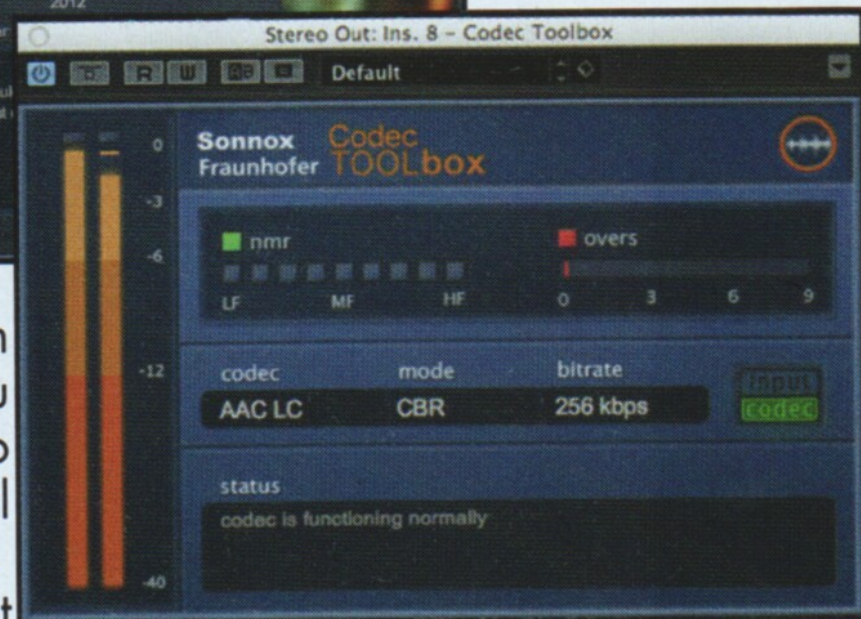 2012
Stereo Out: Ins. 8 – Codec Toolbox
R W Default
Sonnox Codec
Fraunhofer TOOLbox
0
-3
-6
-12
-40
nmr overs
LF MF HF 0 3 6 9
codec mode bitrate
AAC LC CBR 256 kbps
input
codec
status
codec is functioning normally